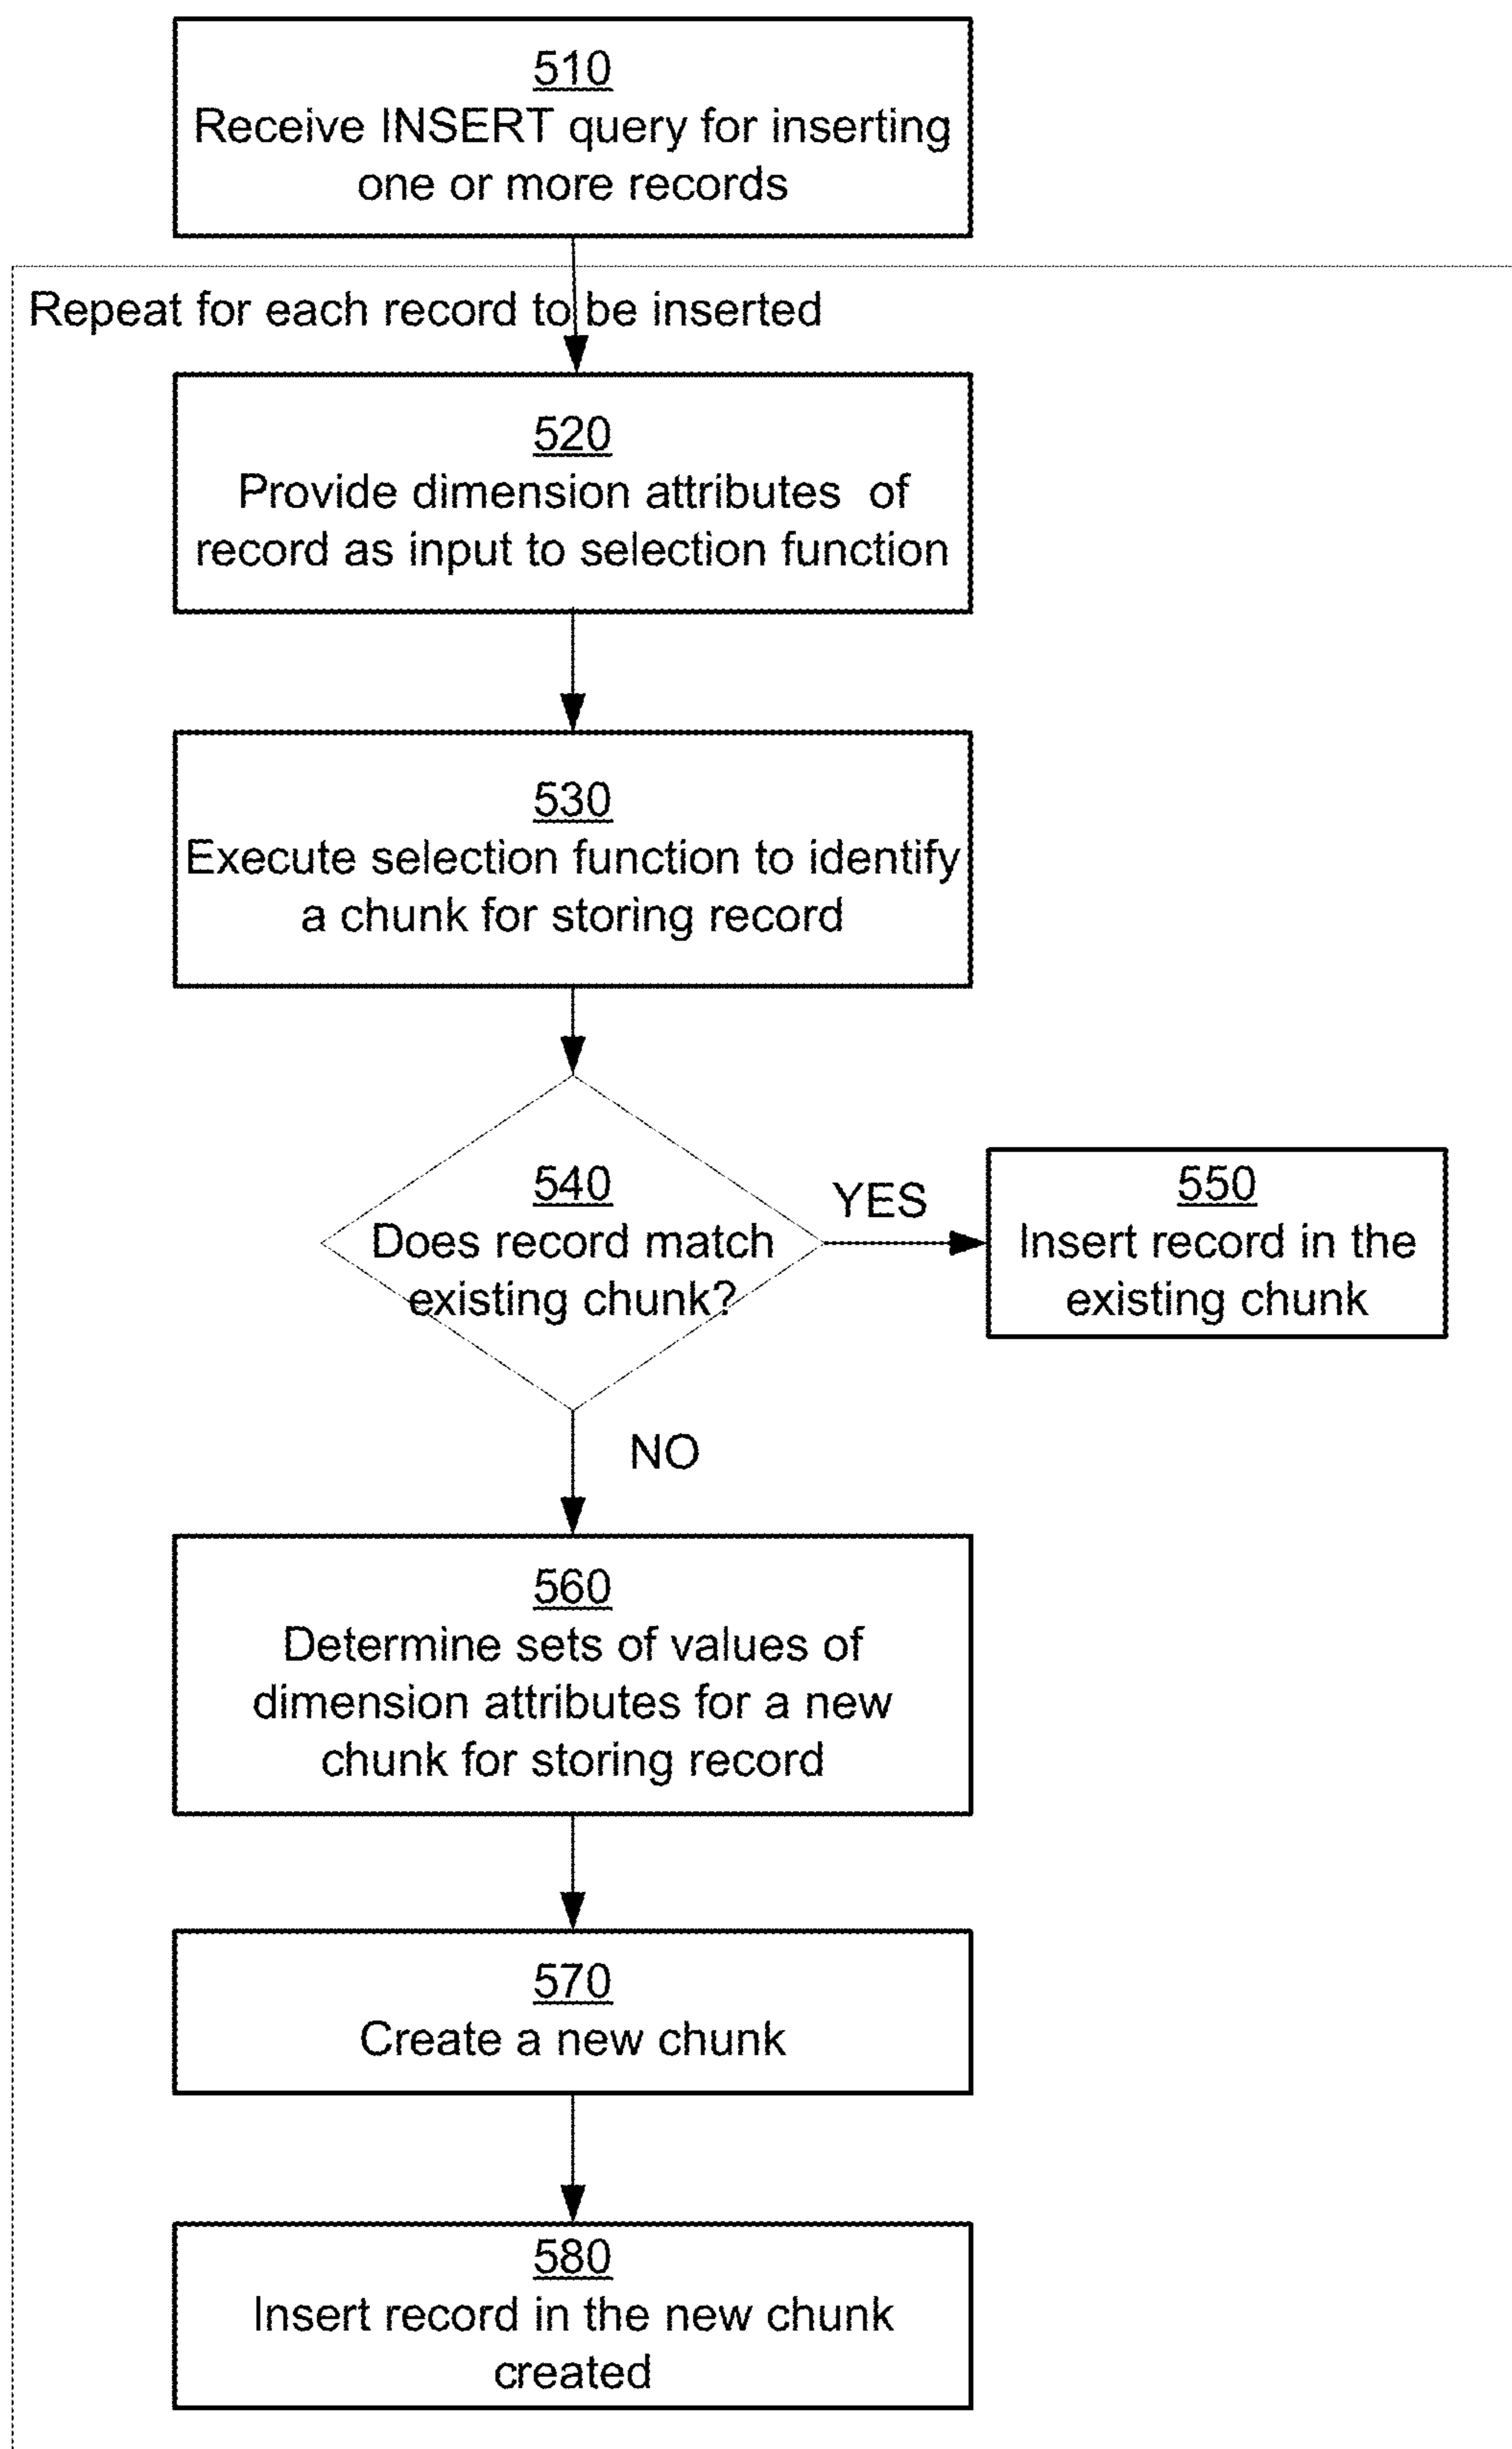 510
Receive INSERT query for inserting
one or more records
Repeat for each record to be inserted
520
Provide dimension attributes of
record as input to selection function
530
Execute selection function to identify
a chunk for storing record
540
Does record match
existing chunk?
YES
550
Insert record in the
existing chunk
NO
560
Determine sets of values of
dimension attributes for a new
chunk for storing record
570
Create a new chunk
580
Insert record in the new chunk
created